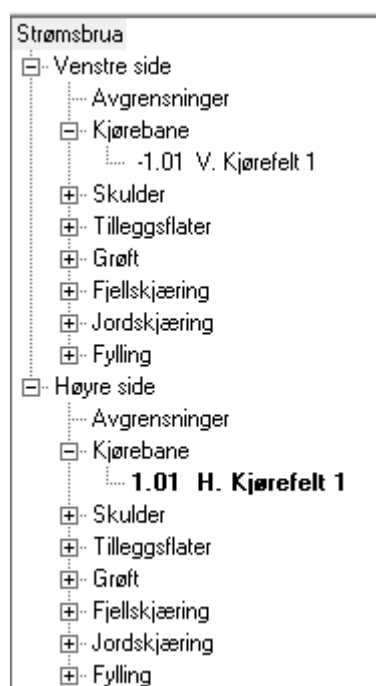 Strømsbrua
Venstre side
Avgrensninger
Kjørebane
-1.01 V. Kjørefelt 1
Skulder
Tilleggsflater
Grøft
Fjellskjæring
Jordskjæring
Fylling
Høyre side
Avgrensninger
Kjørebane
1.01 H. Kjørefelt 1
Skulder
Tilleggsflater
Grøft
Fjellskjæring
Jordskjæring
Fylling